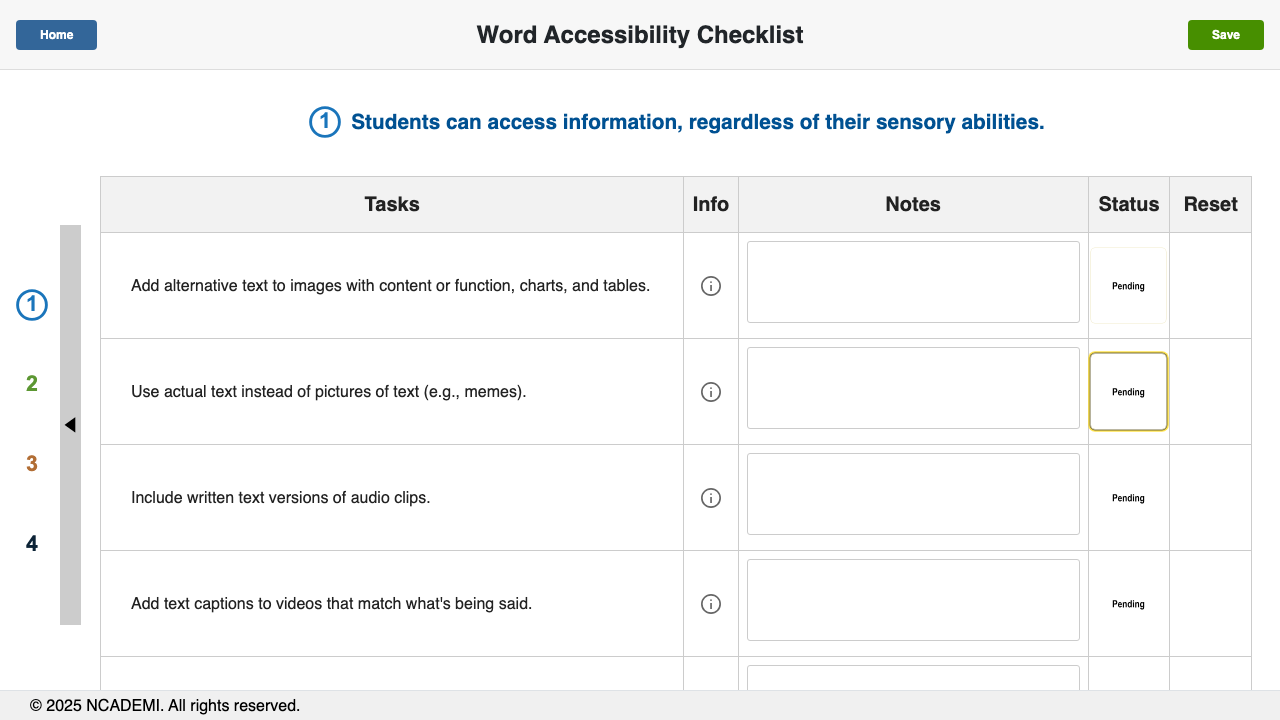 Home
Word Accessibility Checklist
Save
1 Students can access information, regardless of their sensory abilities.
Tasks Info Notes Status Reset
Add alternative text to images with content or function, charts, and tables. Pending
Use actual text instead of pictures of text (e.g., memes). Pending
Include written text versions of audio clips. Pending
Add text captions to videos that match what's being said. Pending
1
2
3
4
© 2025 NCADEMI. All rights reserved.